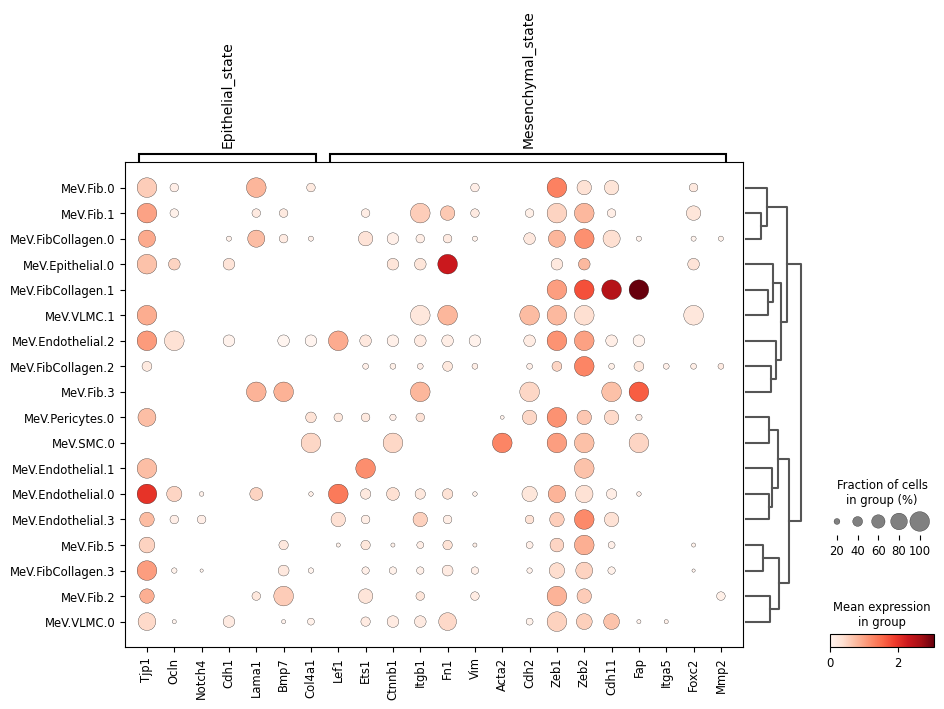 Epithelial_state
Mesenchymal_state
MeV.Fib.0
MeV.Fib.1
MeV.FibCollagen.0
MeV.Epithelial.0
MeV.FibCollagen.1
MeV.VLMC.1
MeV.Endothelial.2
MeV.FibCollagen.2
MeV.Fib.3
MeV.Pericytes.0
MeV.SMC.0
MeV.Endothelial.1
MeV.Endothelial.0
MeV.Endothelial.3
MeV.Fib.5
MeV.FibCollagen.3
MeV.Fib.2
MeV.VLMC.0
Tjp1
Ocln
Notch4
Cdh1
Lama1
Bmp7
Col4a1
Lef1
Ets1
Ctnnb1
Itgb1
Fn1
Vim
Acta2
Cdh2
Zeb1
Zeb2
Cdh11
Fap
Itga5
Foxc2
Mmp2
Fraction of cells
in group (%)
20 40 60 80 100
Mean expression
in group
0 2